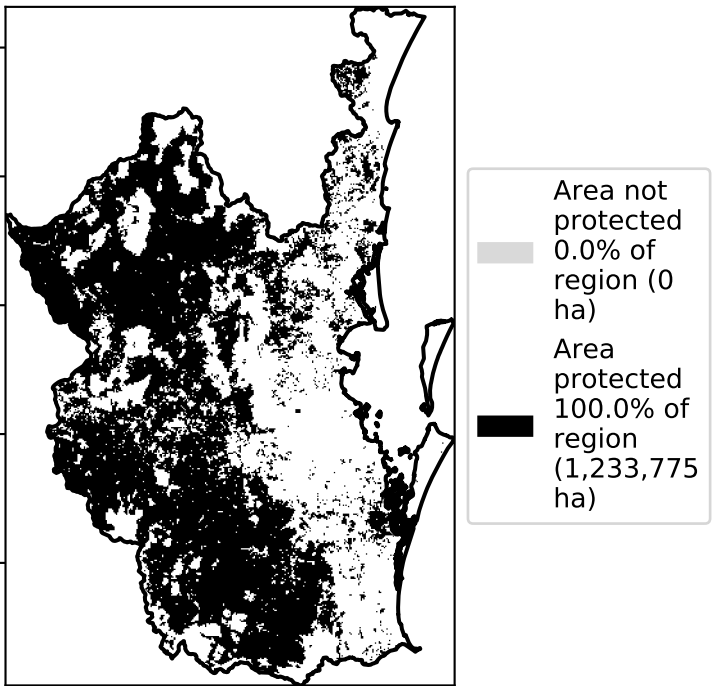 Area not
protected
0.0% of
region (0
ha)
Area
protected
100.0% of
region
(1,233,775
ha)